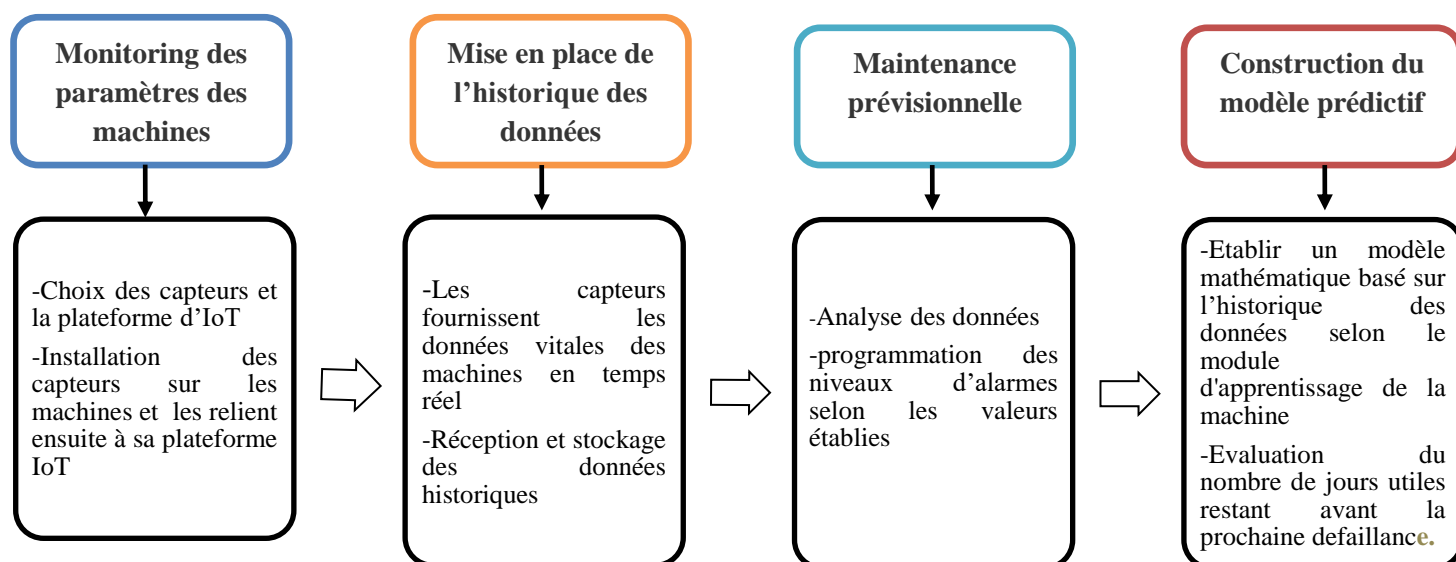 Monitoring des
paramètres des
machines
Mise en place de
l’historique des
données
Maintenance
prévisionnelle
Construction du
modèle prédictif
-Choix des capteurs et
la plateforme d’IoT
-Installation des
capteurs sur les
machines et les relient
ensuite à sa plateforme
IoT
-Les capteurs
fournissent les
données vitales des
machines en temps
réel
-Réception et stockage
des données
historiques
-Analyse des données
-programmation des
niveaux d’alarmes
selon les valeurs
établies
-Etablir un modèle
mathématique basé sur
l’historique des
données selon le
module
d'apprentissage de la
machine
-Evaluation du
nombre de jours utiles
restant avant la
prochaine defaillance.